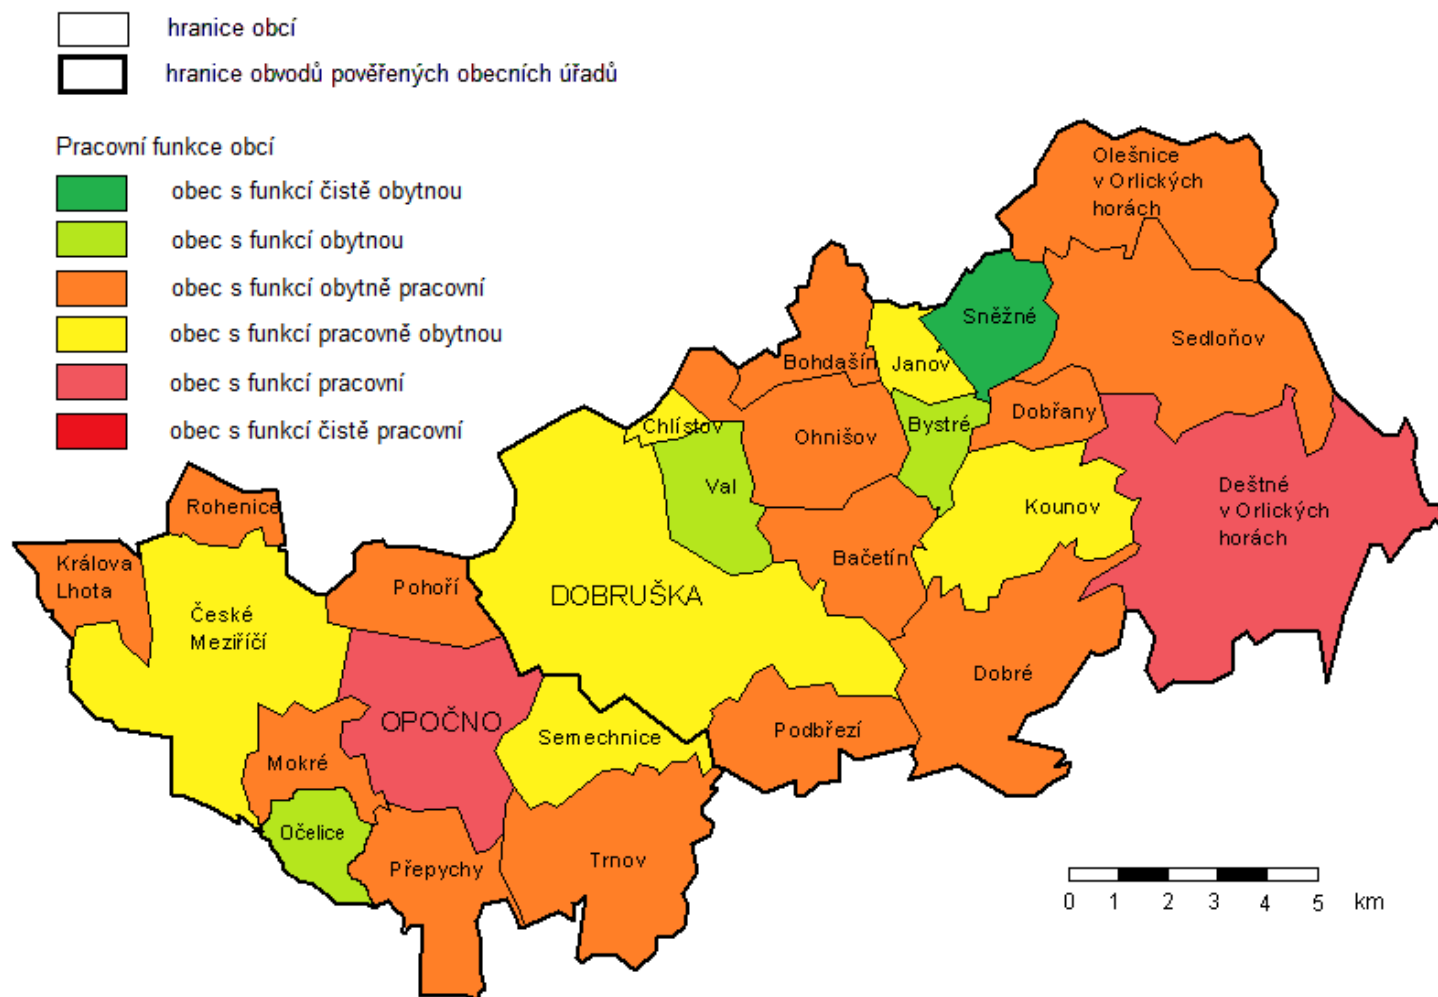 hranice obcí
hranice obvodů pověřených obecních úřadů
Pracovní funkce obcí
obec s funkcí čistě obytnou
obec s funkcí obytnou
obec s funkcí obytně pracovní
obec s funkcí pracovně obytnou
obec s funkcí pracovní
obec s funkcí čistě pracovní
Olešnice
v Orlických
horách
Sněžné
Sedloňov
Bohdašín
Janov
Dobřany
Chlístov
Ohnišov
Bystré
Val
Deštné
v Orlických
horách
Kounov
Rohenice
Králova
Lhota
Pohoří
Bačetín
DOBRUŠKA
České
Meziříčí
Dobré
OPOČNO
Semechnice
Podbřezí
Mokré
Očelice
Přepychy
Trnov
0 1 2 3 4 5 km